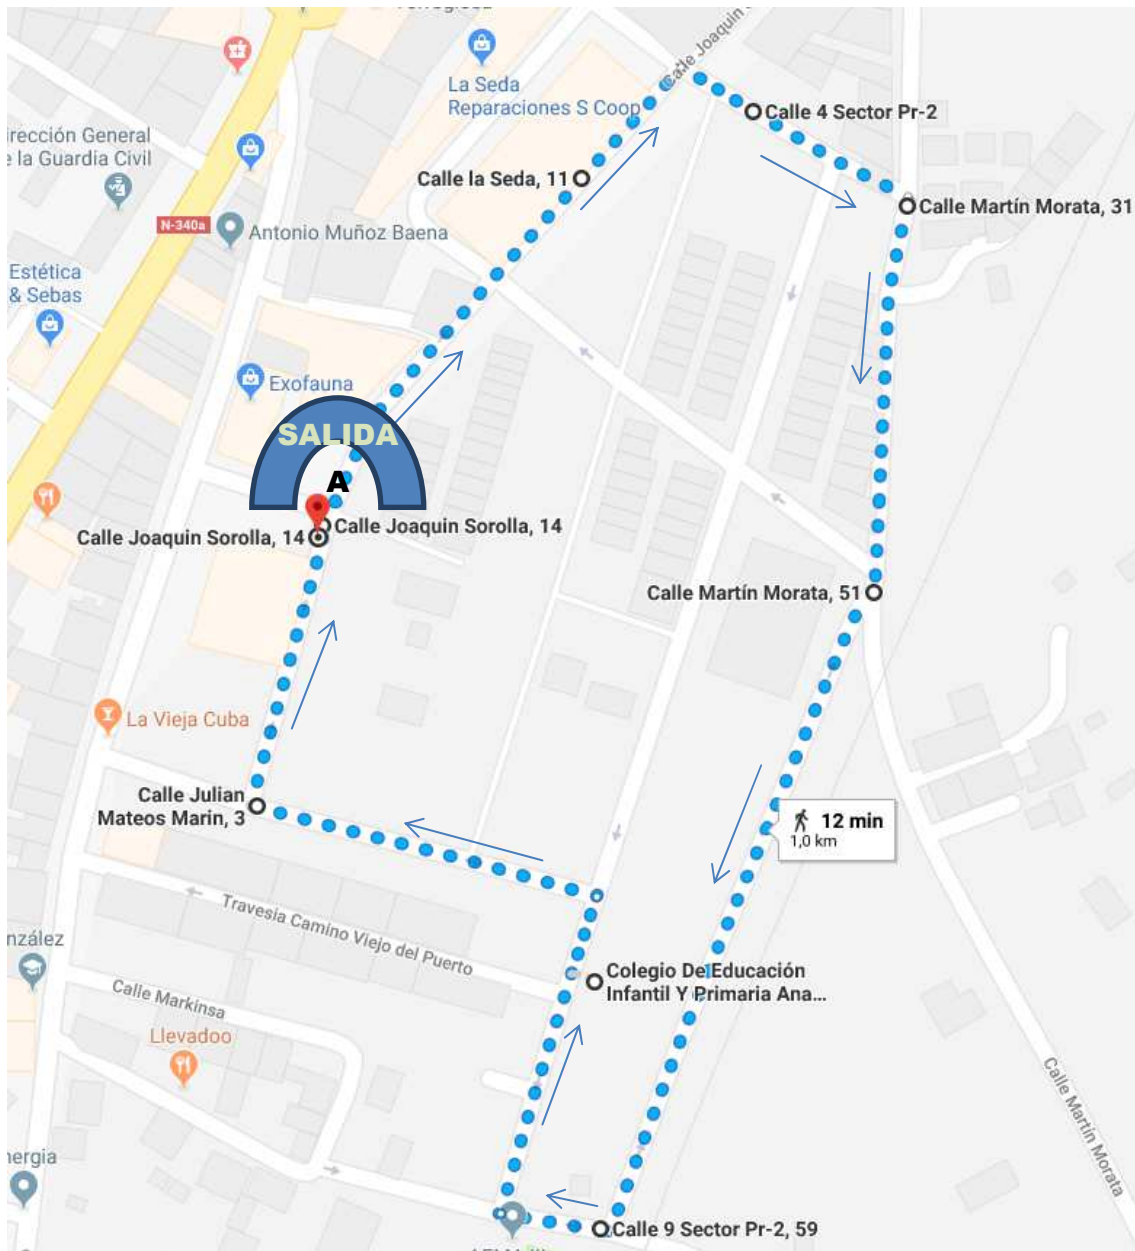 Calle Joaquin
La Seda
Reparaciones S Coop
Calle 4 Sector Pr-2
irección General
e la Guardia Civil
Calle la Seda, 11
Calle Martín Morata, 31
N-340a
Antonio Muñoz Baena
Estética
& Sebas
Exofauna
SALIDA
A
Calle Joaquin Sorolla, 14
Calle Joaquin Sorolla, 14
Calle Martín Morata, 51
La Vieja Cuba
Calle Julian
Mateos Marin, 3
12 min
1,0 km
Travesia Camino Viejo del Puerto
nzález
Colegio De Educación
Infantil Y Primaria Ana...
Calle Markinsa
Llevadoo
Calle Martín Morata
nergia
Calle 9 Sector Pr-2, 59